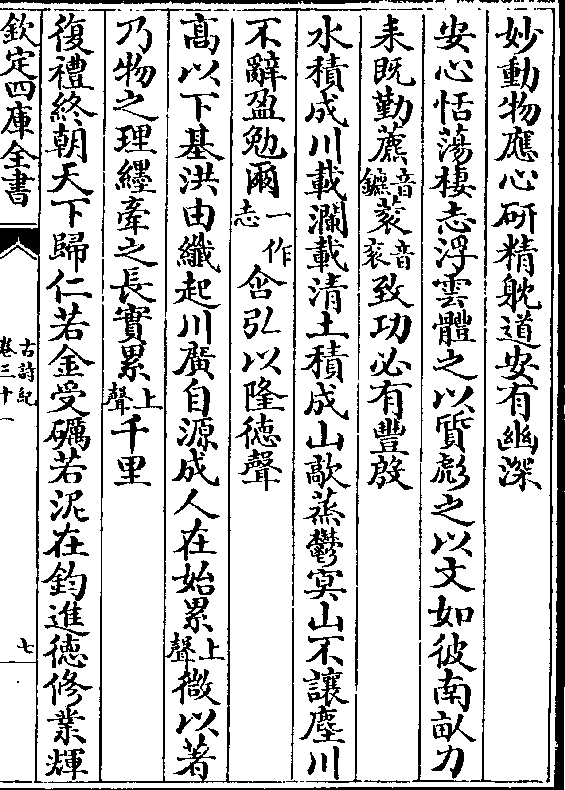 妙動物應心研精躭道安有幽深
安心恬蕩棲志浮雲體之以質彪之以文如彼南畝力
耒既勤藨音鑣蔉音袞致功必有豐殷
水積成川載瀾載清土積成山歊蒸鬱冥山不讓塵川
不辭盈勉爾一作志含弘以隆德聲
高以下基洪由纖起川廣自源成人在始累上聲微以著
乃物之理纆牽之長實累上聲千里
復禮終朝天下歸仁若金受礪若泥在鈞進德修業輝
欽定四庫全書
古詩紀
卷三十一
七